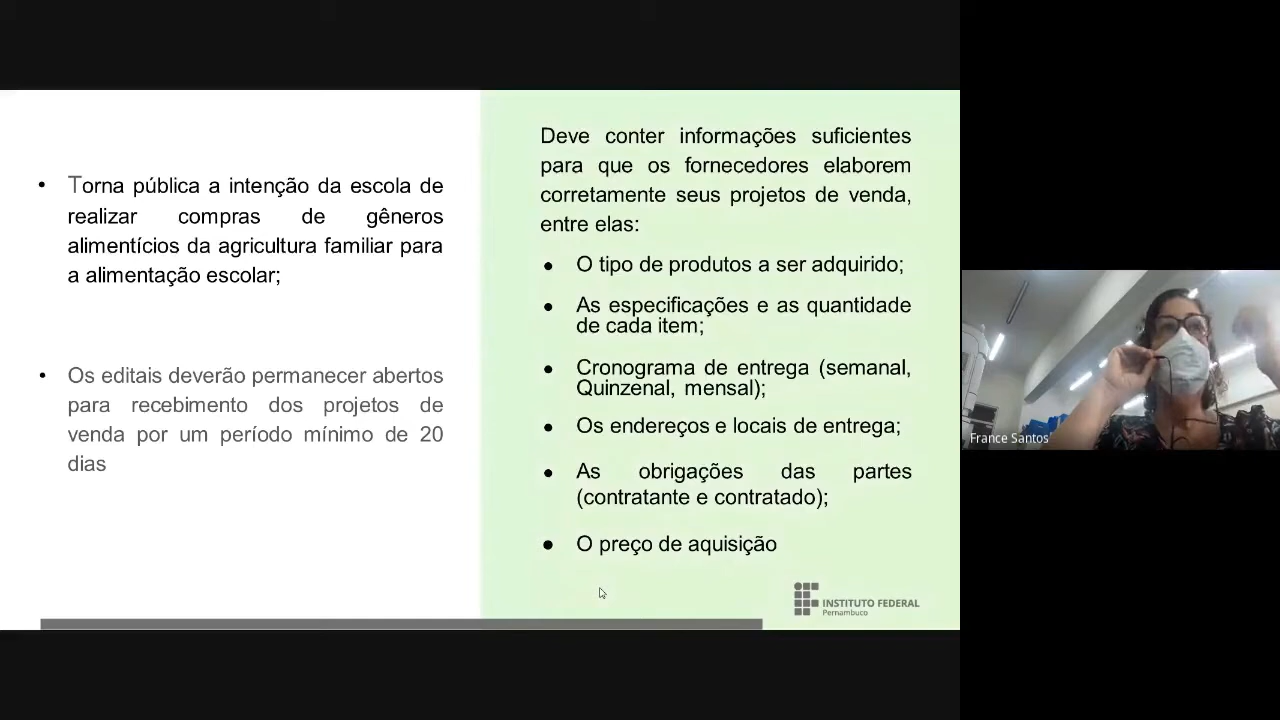 Torna pública a intenção da escola de
realizar compras de gêneros
alimentícios da agricultura familiar para
a alimentação escolar;
Os editais deverão permanecer abertos
para recebimento dos projetos de
venda por um período mínimo de 20
dias
Deve conter informações suficientes
para que os fornecedores elaborem
corretamente seus projetos de venda,
entre elas:
O tipo de produtos a ser adquirido;
As especificações e as quantidade
de cada item;
Cronograma de entrega (semanal,
Quinzenal, mensal);
Os endereços e locais de entrega;
As obrigações das partes
(contratante e contratado);
O preço de aquisição
INSTITUTO FEDERAL
Pernambuco
France Santos